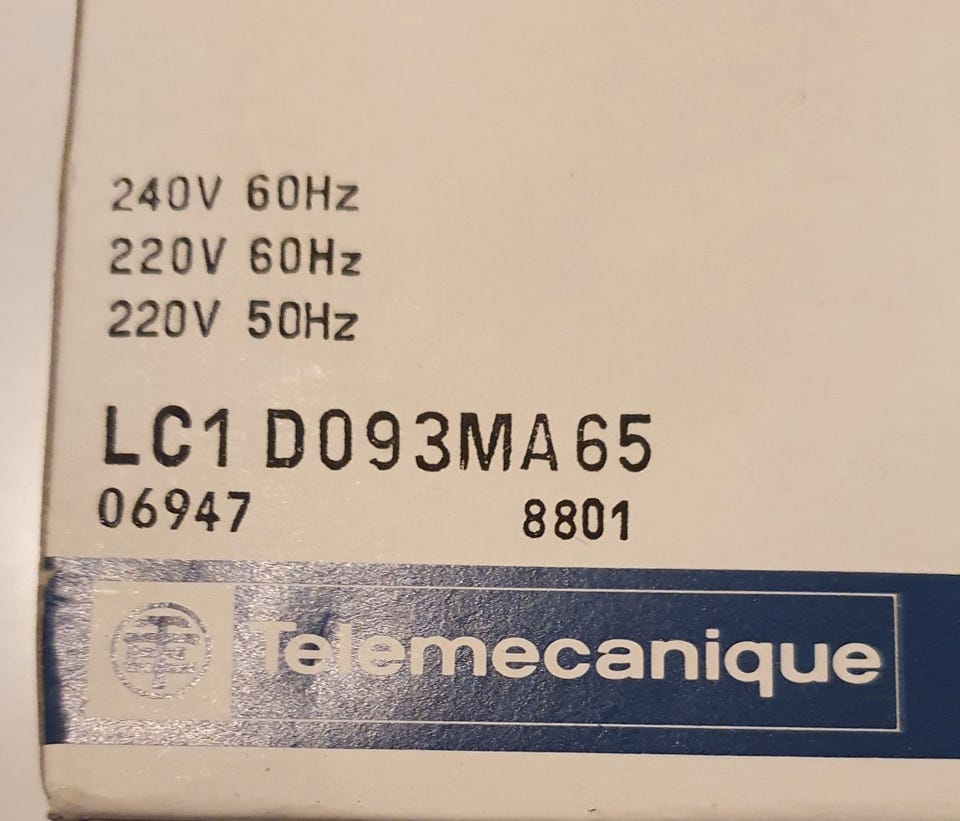 240V 60Hz
220V 60Hz
220V 50Hz
LC1 D093MA65
06947 8801
Telemecanique